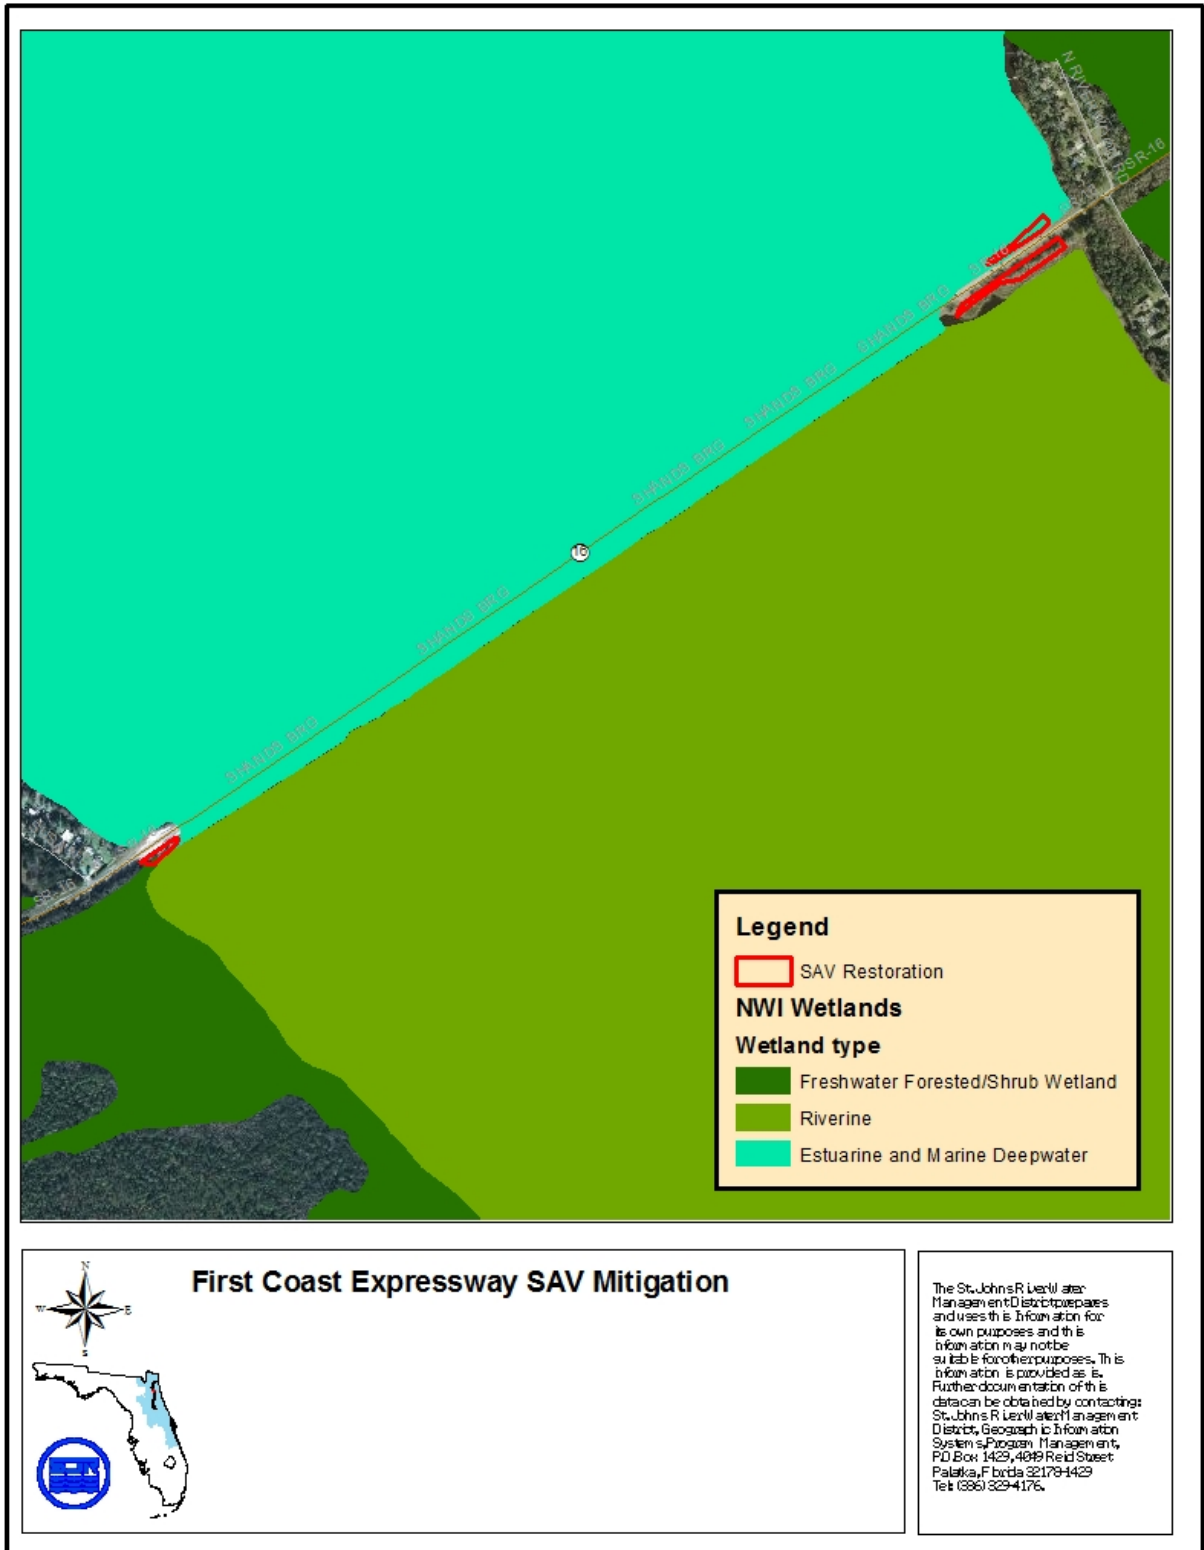 SR-16
SR-16
SHANDS BRG
SHANDS BRG
SHANDS BRG
SHANDS BRG
16
SHANDS BRG
SHANDS BRG
SR-16
Legend
SAV Restoration
NWI Wetlands
Wetland type
Freshwater Forested/Shrub Wetland
Riverine
Estuarine and Marine Deepwater
N
W
E
S
First Coast Expressway SAV Mitigation
The St. Johns River Water
Management District prepares
and uses this information for
its own purposes and this
information may not be
suitable for other purposes. This
information is provided as is.
Further documentation of this
data can be obtained by contacting:
St. Johns River Water Management
District, Geographic Information
Systems, Program Management,
P.O. Box 1429, 4049 Reid Street
Palatka, Florida 32178-1429
Tel: (386) 329-4176.